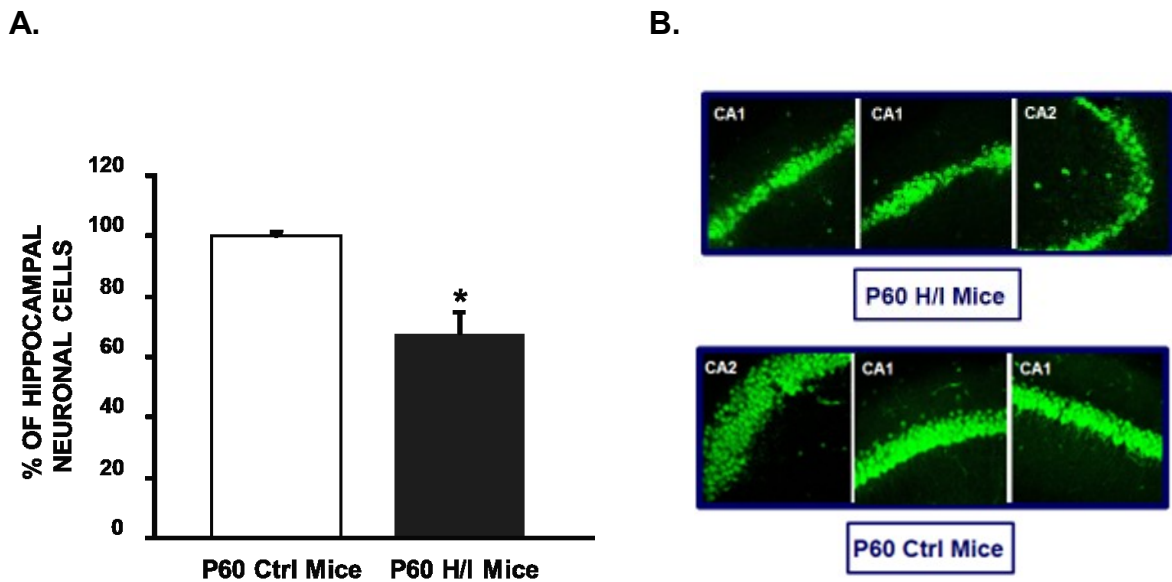 A.
B.
120
100
80
60
40
20
0
% OF HIPPOCAMPAL
NEURONAL CELLS
*
P60 Ctrl Mice P60 H/I Mice
CA1 CA1 CA2
P60 H/I Mice
CA2 CA1 CA1
P60 Ctrl Mice